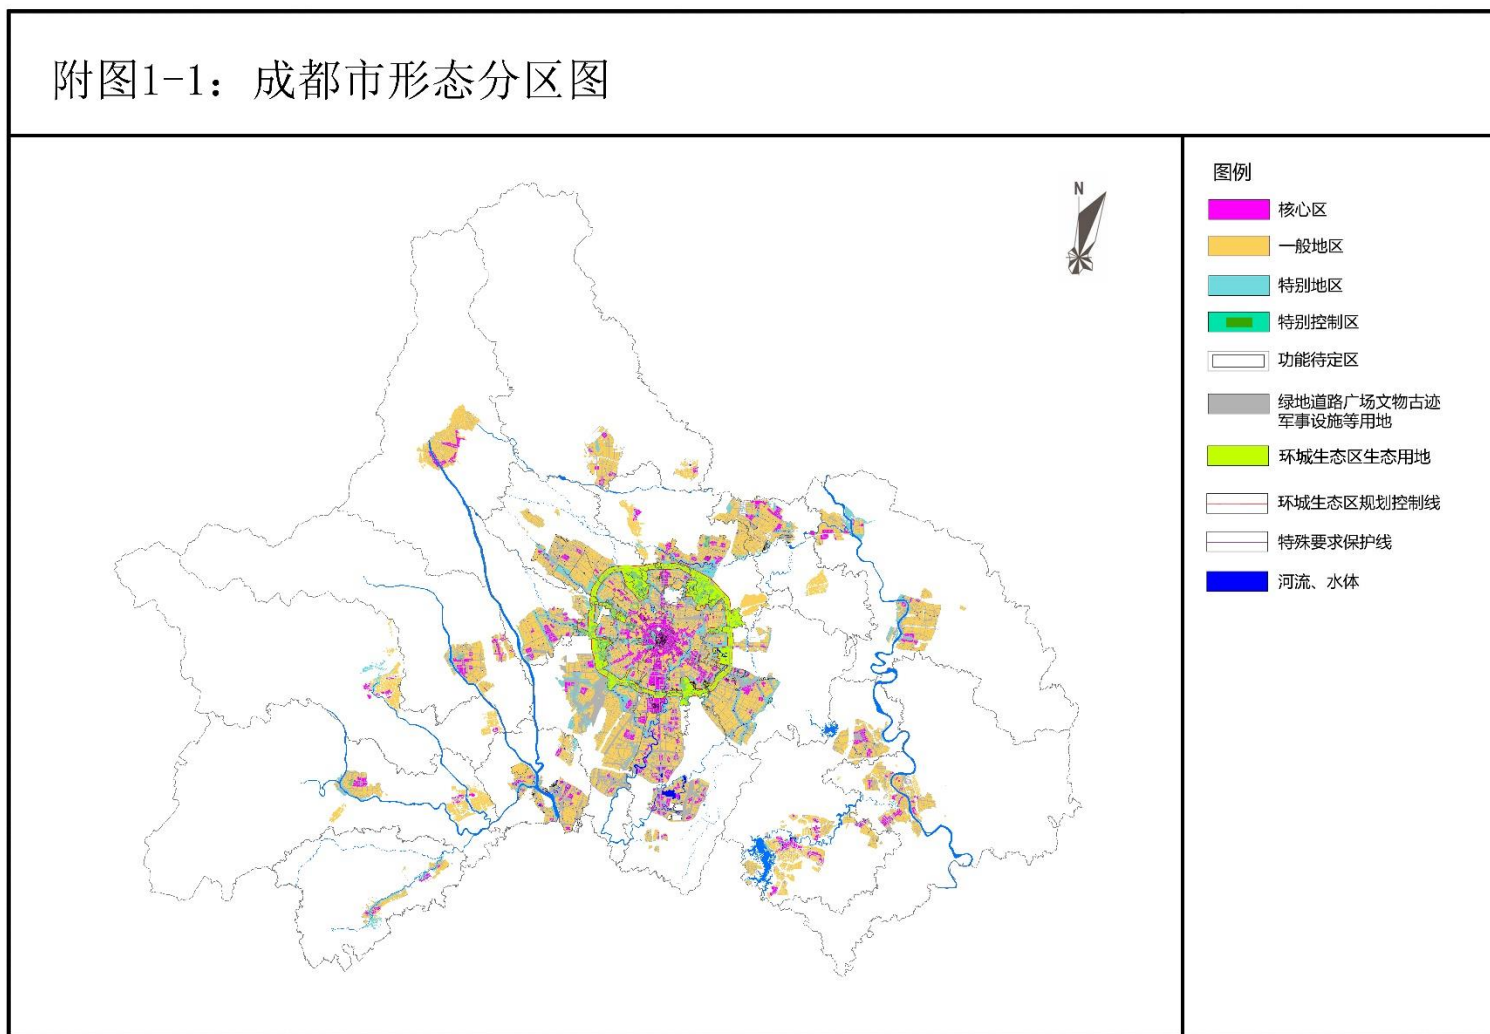 附图1-1：成都市形态分区图
N
图例
核心区
一般地区
特别地区
特别控制区
功能待定区
绿地道路广场文物古迹
军事设施等用地
环城生态区生态用地
环城生态区规划控制线
特殊要求保护线
河流、水体